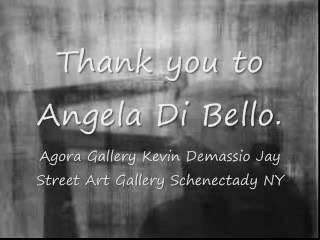 Thank you to
Angela Di Bello.
Agora Gallery Kevin Demassio Jay
Street Art Gallery Schenectady NY